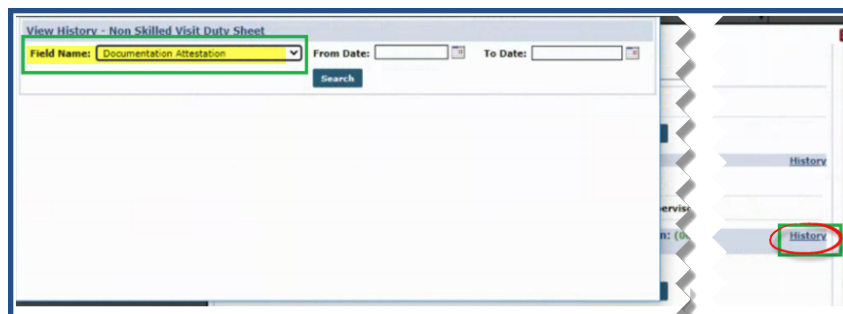 View History - Non Skilled Visit Duty Sheet
Field Name: Documentation Attestation From Date: To Date:
Search
History
History